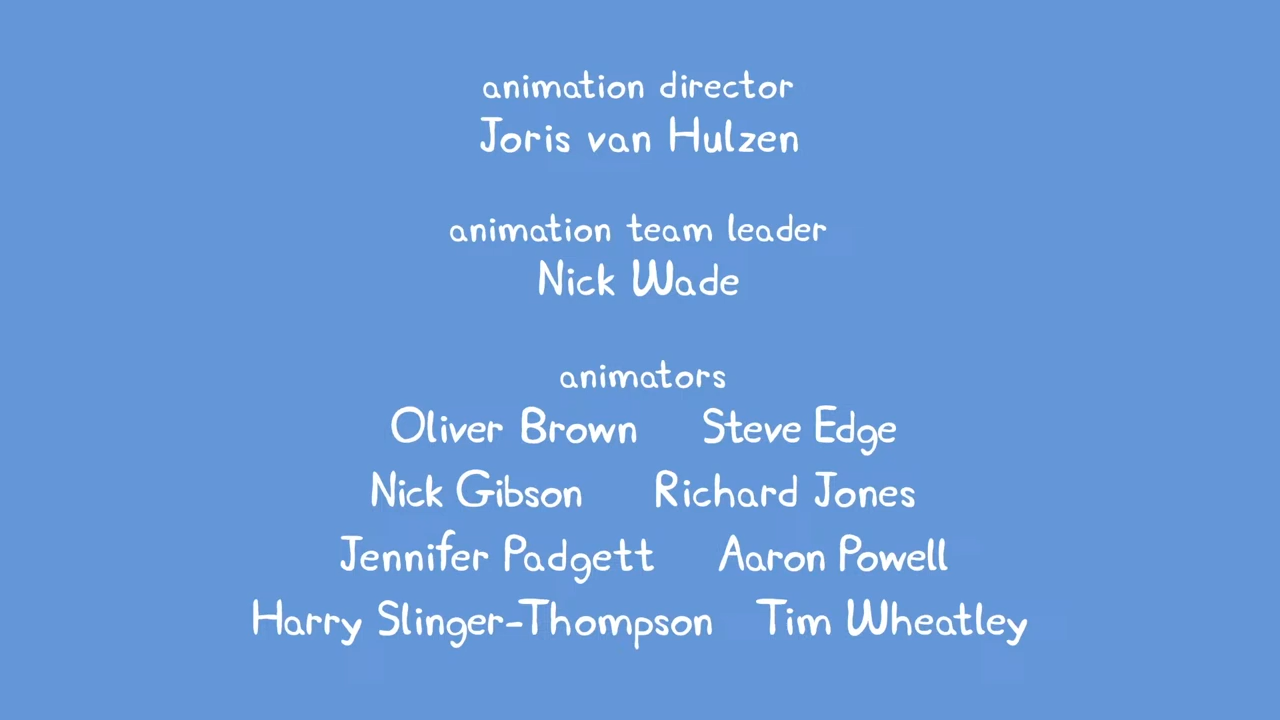 animation director
Joris van Hulzen
animation team leader
Nick Wade
animators
Oliver Brown Steve Edge
Nick Gibson Richard Jones
Jennifer Padgett Aaron Powell
Harry Slinger-Thompson Tim Wheatley